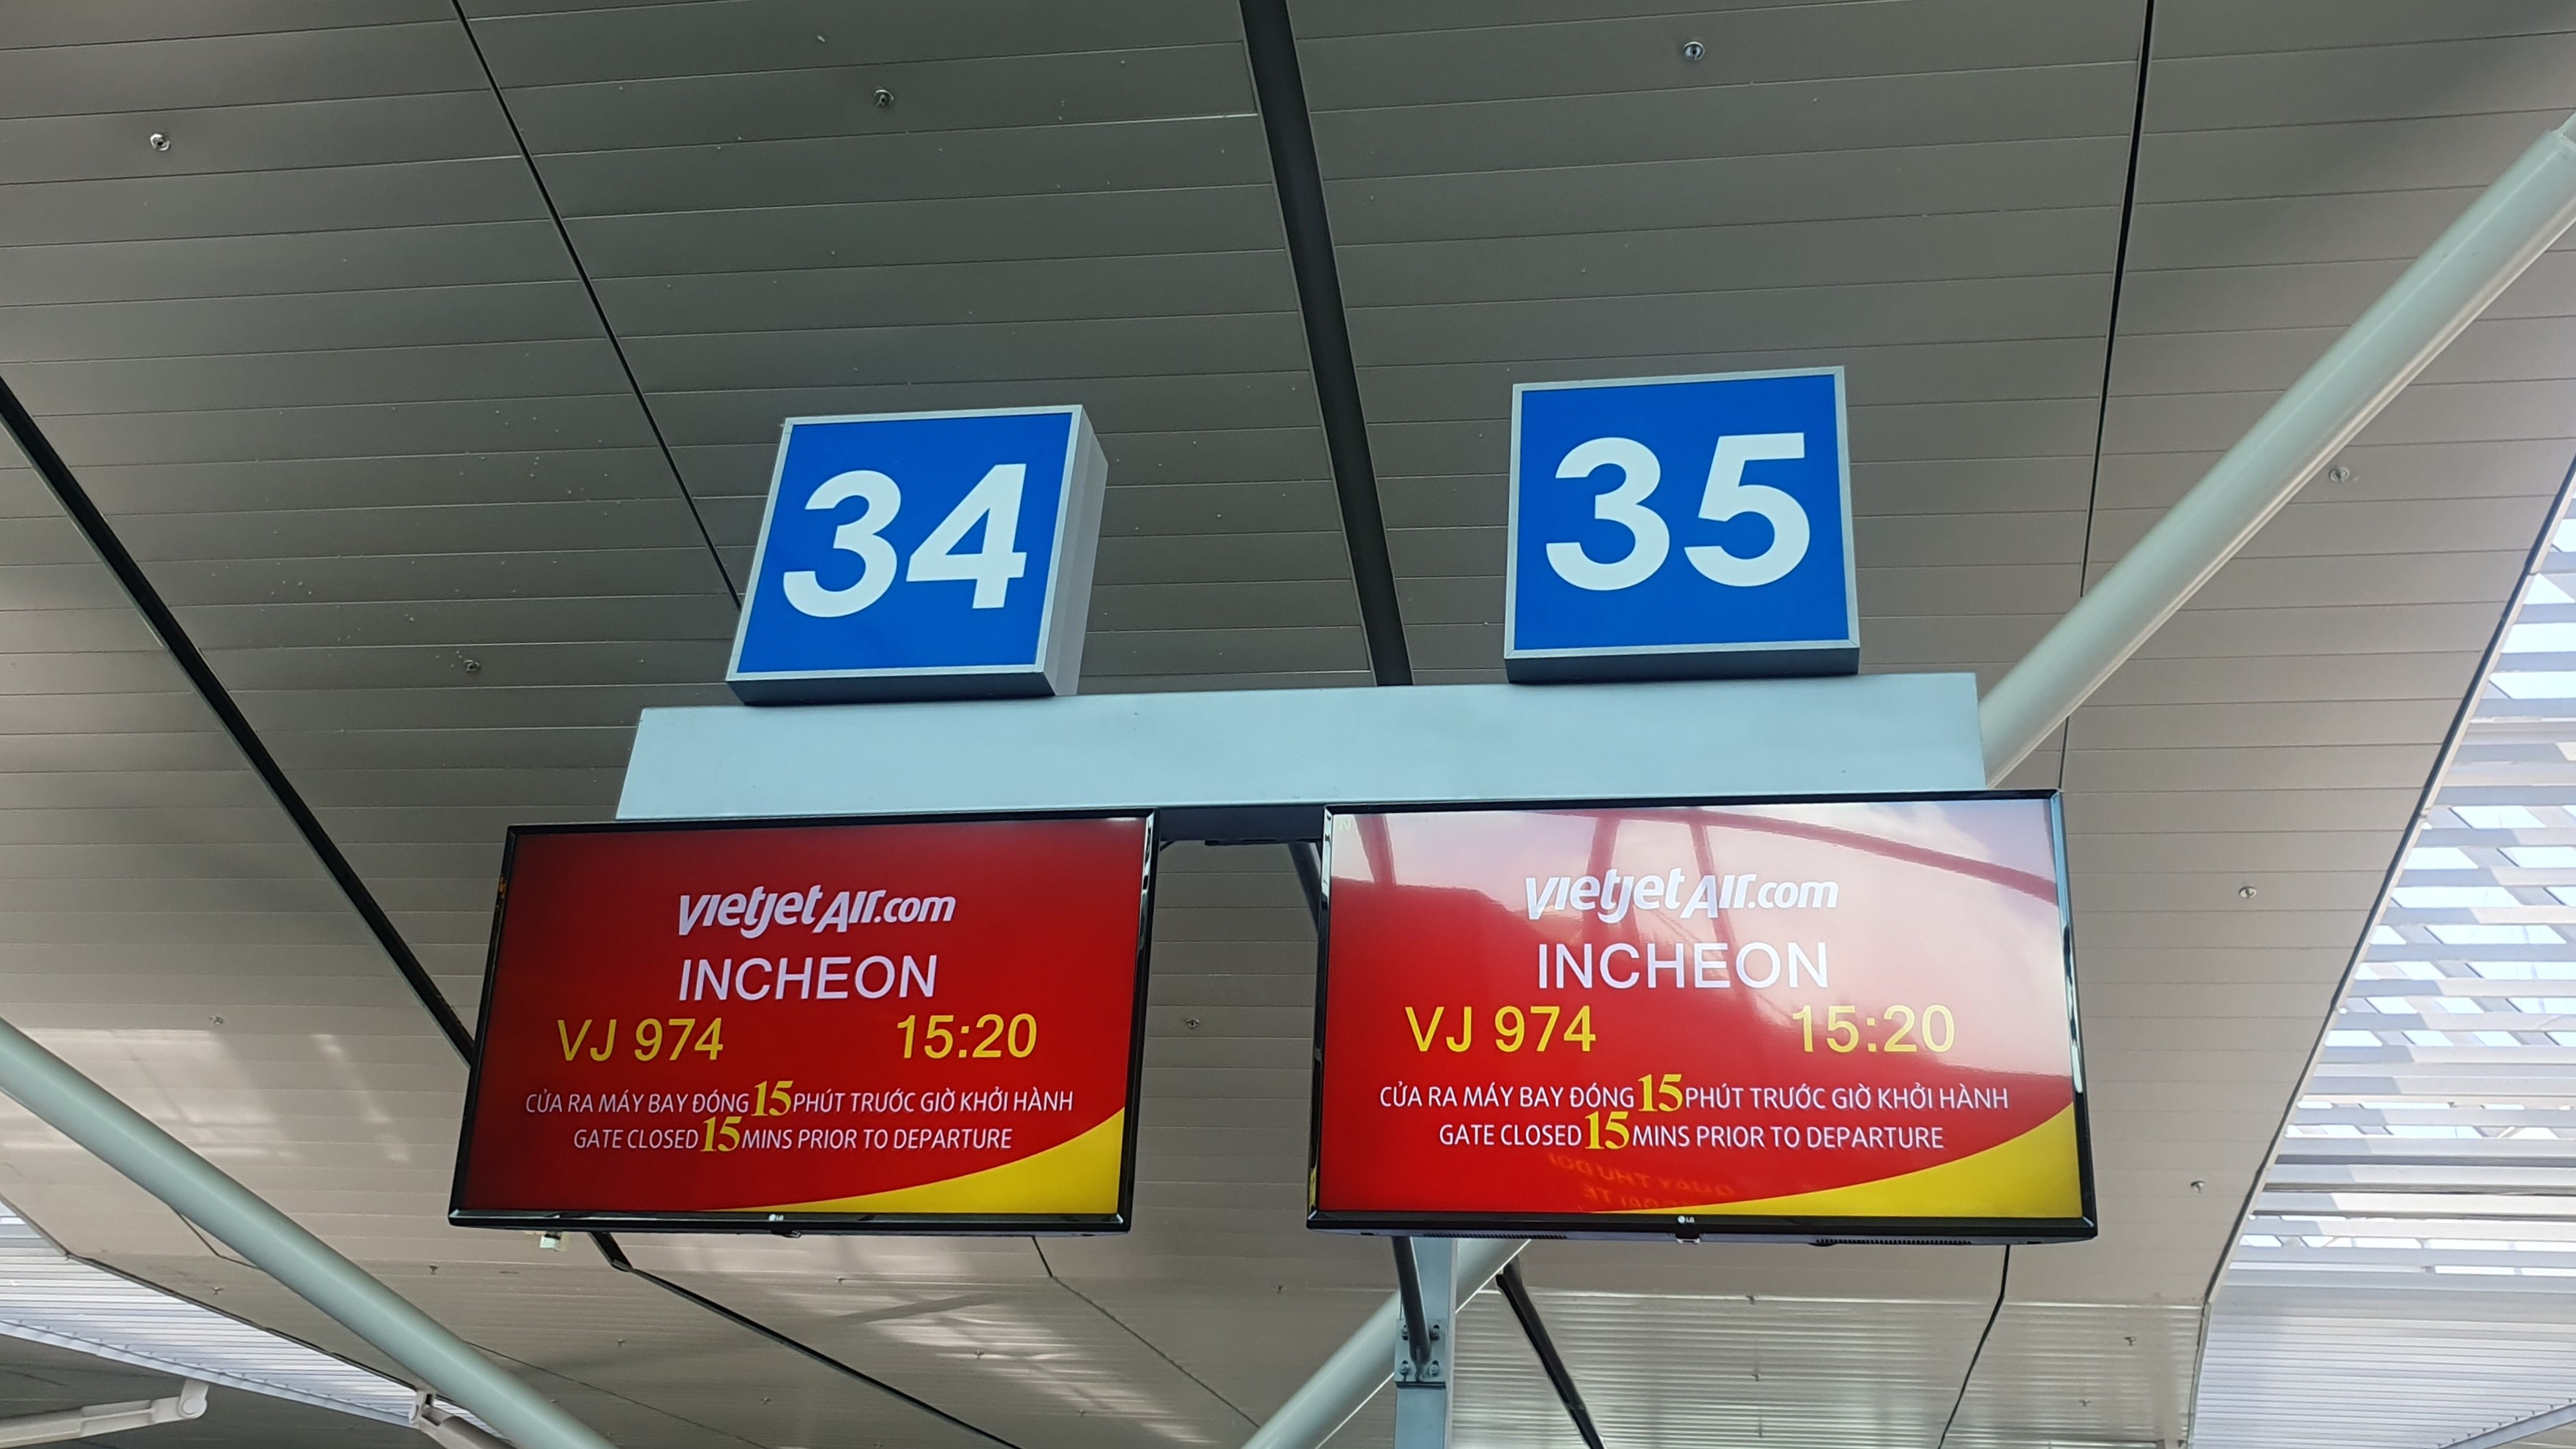 34
35
vietjetAir.com
INCHEON
VJ 974 15:20
CỬA RA MÁY BAY ĐÓNG 15 PHÚT TRƯỚC GIỜ KHỞI HÀNH
GATE CLOSED 15 MINS PRIOR TO DEPARTURE
LG
vietjetAir.com
INCHEON
VJ 974 15:20
CỬA RA MÁY BAY ĐÓNG 15 PHÚT TRƯỚC GIỜ KHỞI HÀNH
GATE CLOSED 15 MINS PRIOR TO DEPARTURE
LG